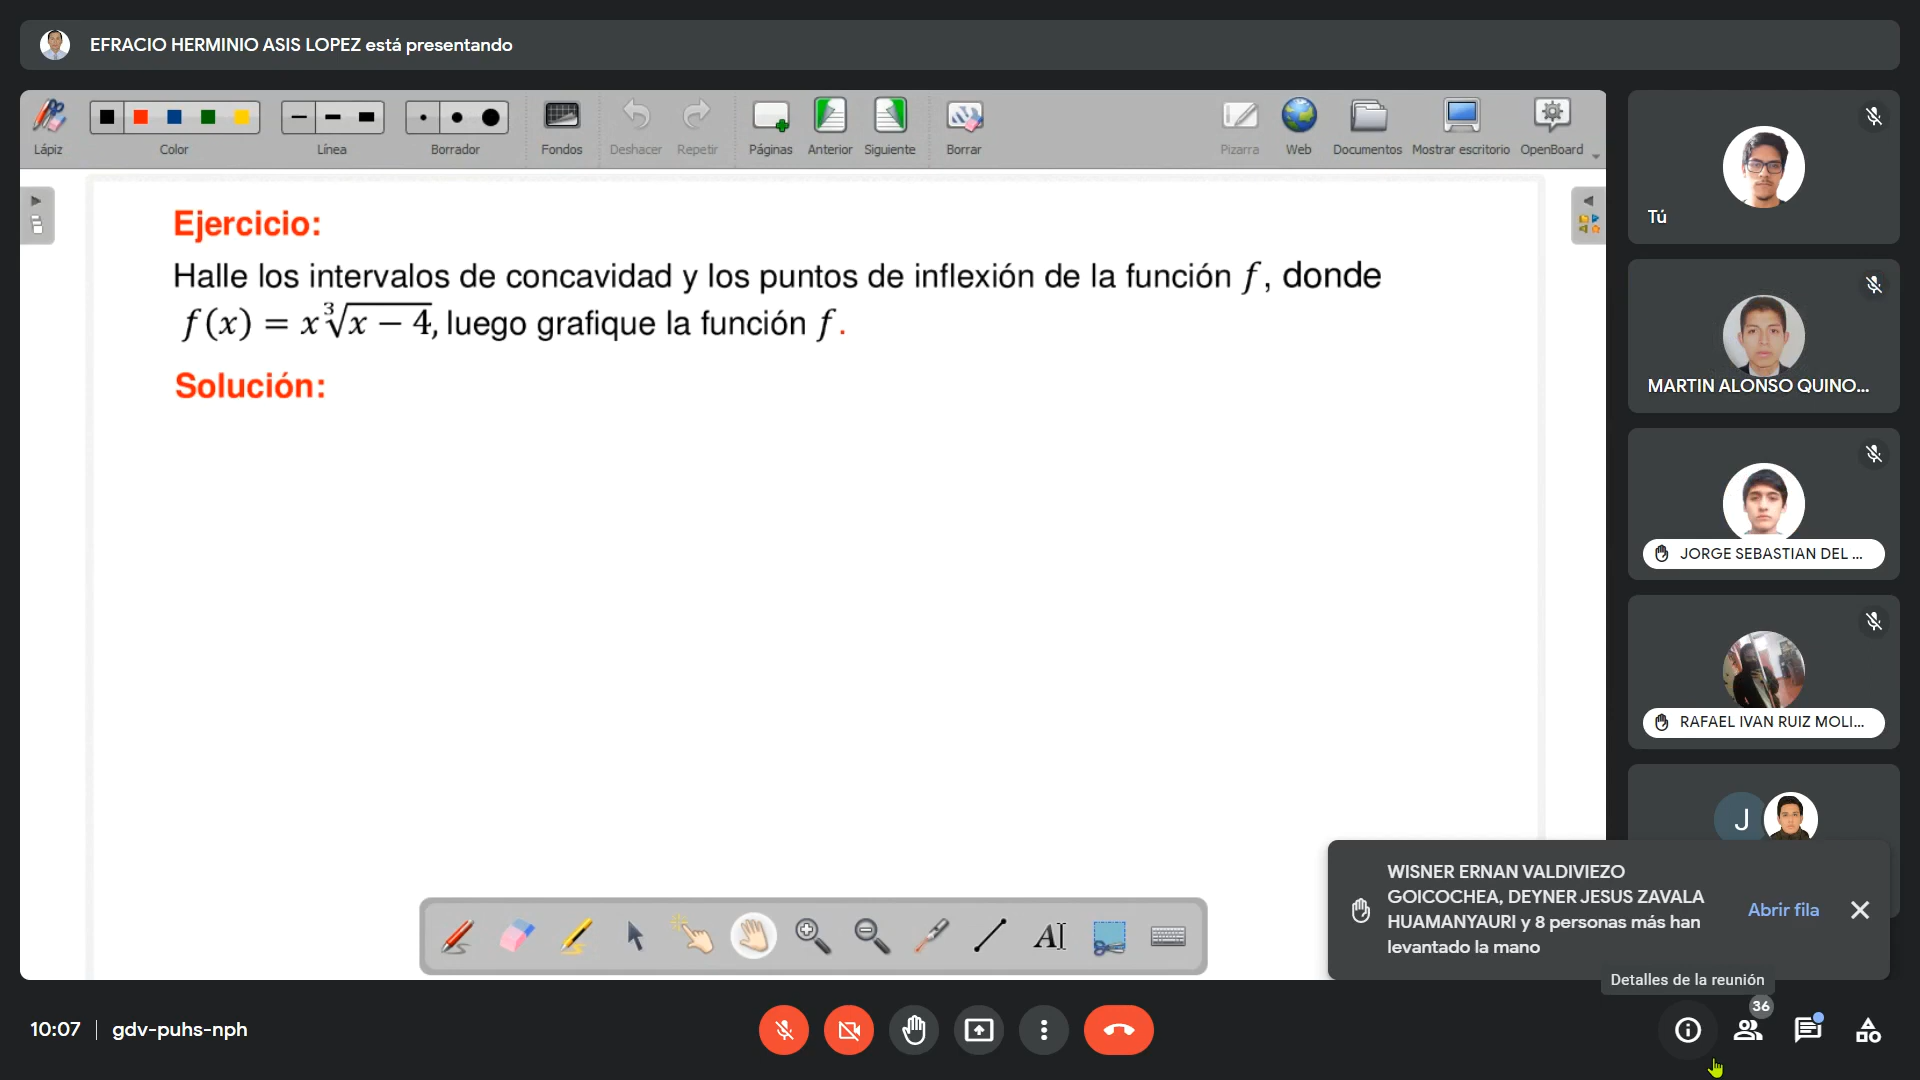 EFRACIO HERMINIO ASIS LOPEZ está presentando
Lápiz
Color
Línea
Borrador
Fondos
Deshacer
Repetir
Páginas
Anterior
Siguiente
Borrar
Pizarra
Web
Documentos
Mostrar escritorio
OpenBoard
Ejercicio:
Halle los intervalos de concavidad y los puntos de inflexión de la función f, donde
f(x) = x∛(x − 4), luego grafique la función f.
Solución:
Tú
MARTIN ALONSO QUINO...
JORGE SEBASTIAN DEL ...
RAFAEL IVAN RUIZ MOLI...
J
WISNER ERNAN VALDIVIEZO
GOICOCHEA, DEYNER JESUS ZAVALA
HUAMANYAURI y 8 personas más han
levantado la mano
Abrir fila
Detalles de la reunión
AI
10:07 | gdv-puhs-nph
36